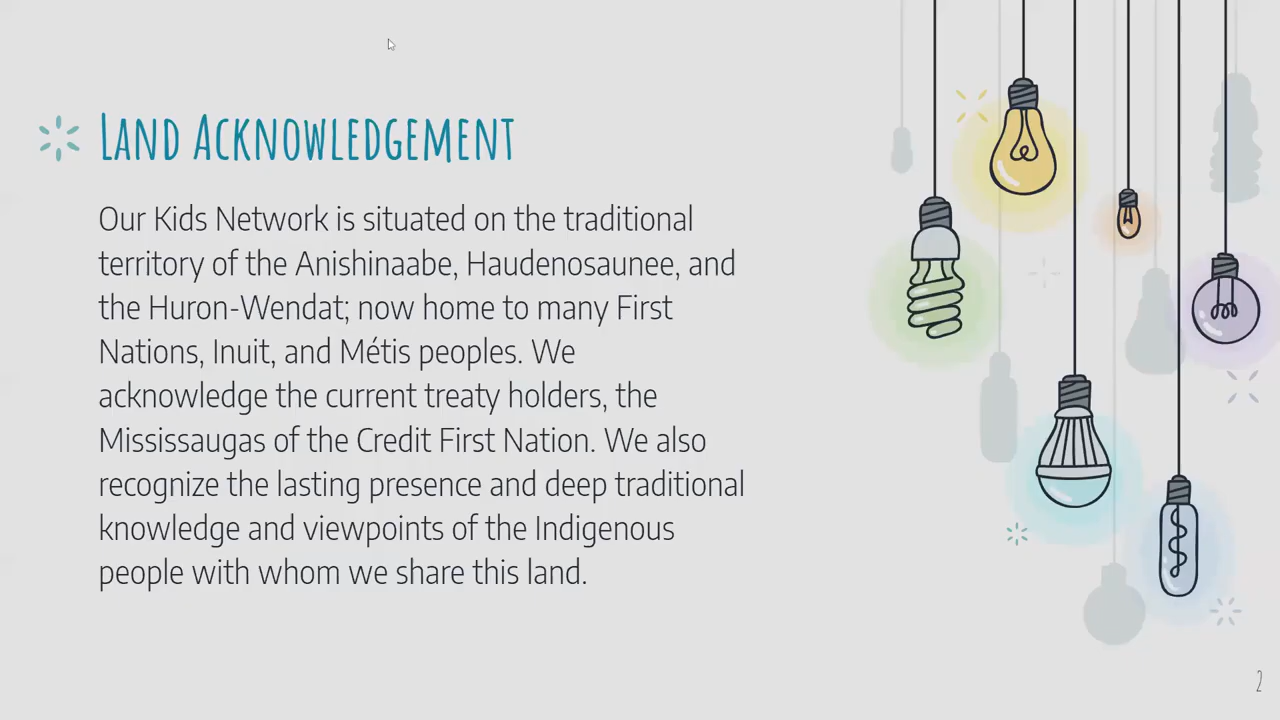 Land Acknowledgement
Our Kids Network is situated on the traditional
territory of the Anishinaabe, Haudenosaunee, and
the Huron-Wendat; now home to many First
Nations, Inuit, and Métis peoples. We
acknowledge the current treaty holders, the
Mississaugas of the Credit First Nation. We also
recognize the lasting presence and deep traditional
knowledge and viewpoints of the Indigenous
people with whom we share this land.
2